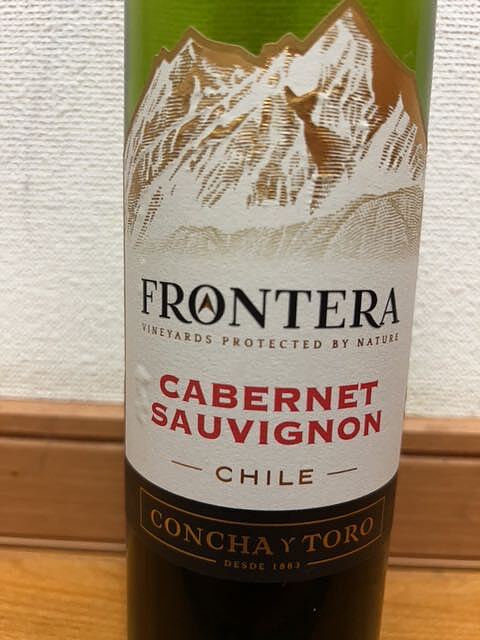 FRONTERA
VINEYARDS PROTECTED BY NATURE
CABERNET
SAUVIGNON
CHILE
CONCHA Y TORO
DESDE 1883